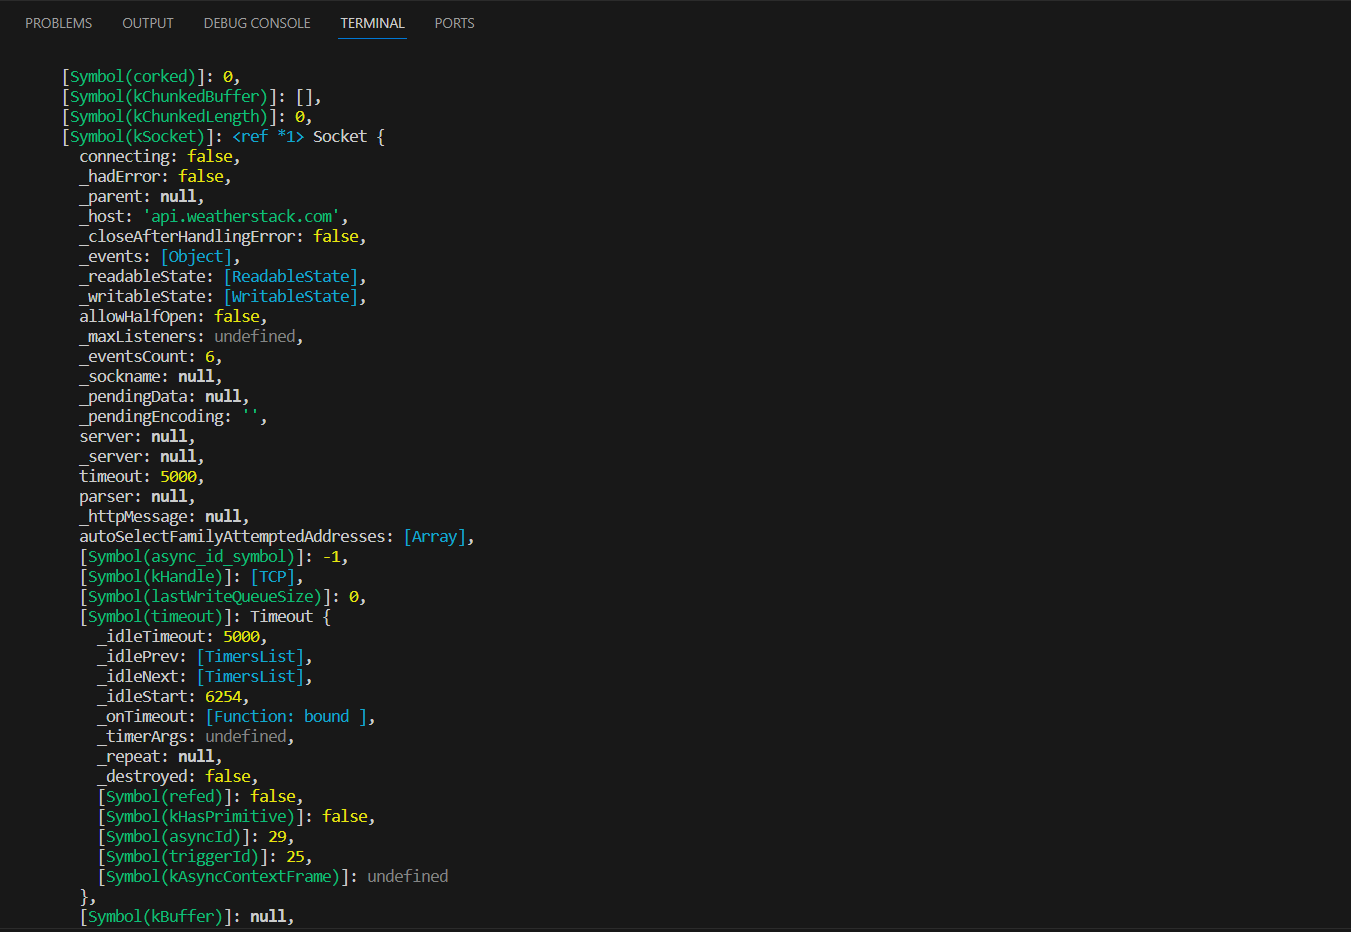 PROBLEMS OUTPUT DEBUG CONSOLE TERMINAL PORTS
[Symbol(corked)]: 0,
[Symbol(kChunkedBuffer)]: [],
[Symbol(kChunkedLength)]: 0,
[Symbol(kSocket)]: <ref *1> Socket {
connecting: false,
_hadError: false,
_parent: null,
_host: 'api.weatherstack.com',
_closeAfterHandlingError: false,
_events: [Object],
_readableState: [ReadableState],
_writableState: [WritableState],
allowHalfOpen: false,
_maxListeners: undefined,
_eventsCount: 6,
_sockname: null,
_pendingData: null,
_pendingEncoding: '',
server: null,
_server: null,
timeout: 5000,
parser: null,
_httpMessage: null,
autoSelectFamilyAttemptedAddresses: [Array],
[Symbol(async_id_symbol)]: -1,
[Symbol(kHandle)]: [TCP],
[Symbol(lastWriteQueueSize)]: 0,
[Symbol(timeout)]: Timeout {
_idleTimeout: 5000,
_idlePrev: [TimersList],
_idleNext: [TimersList],
_idleStart: 6254,
_onTimeout: [Function: bound ],
_timerArgs: undefined,
_repeat: null,
_destroyed: false,
[Symbol(refed)]: false,
[Symbol(kHasPrimitive)]: false,
[Symbol(asyncId)]: 29,
[Symbol(triggerId)]: 25,
[Symbol(kAsyncContextFrame)]: undefined
},
[Symbol(kBuffer)]: null,